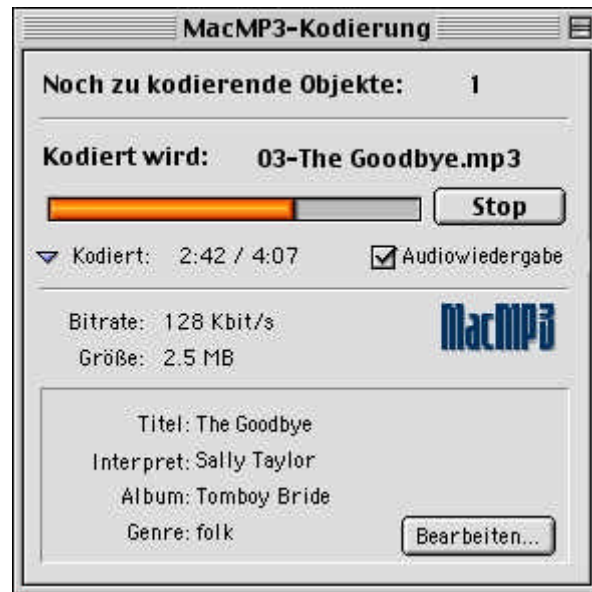 MacMP3-Kodierung
Noch zu kodierende Objekte: 1
Kodiert wird: 03-The Goodbye.mp3
Stop
Kodiert: 2:42 / 4:07 Audiowiedergabe
Bitrate: 128 Kbit/s
MacMP3
Größe: 2.5 MB
Titel: The Goodbye
Interpret: Sally Taylor
Album: Tomboy Bride
Genre: folk
Bearbeiten...